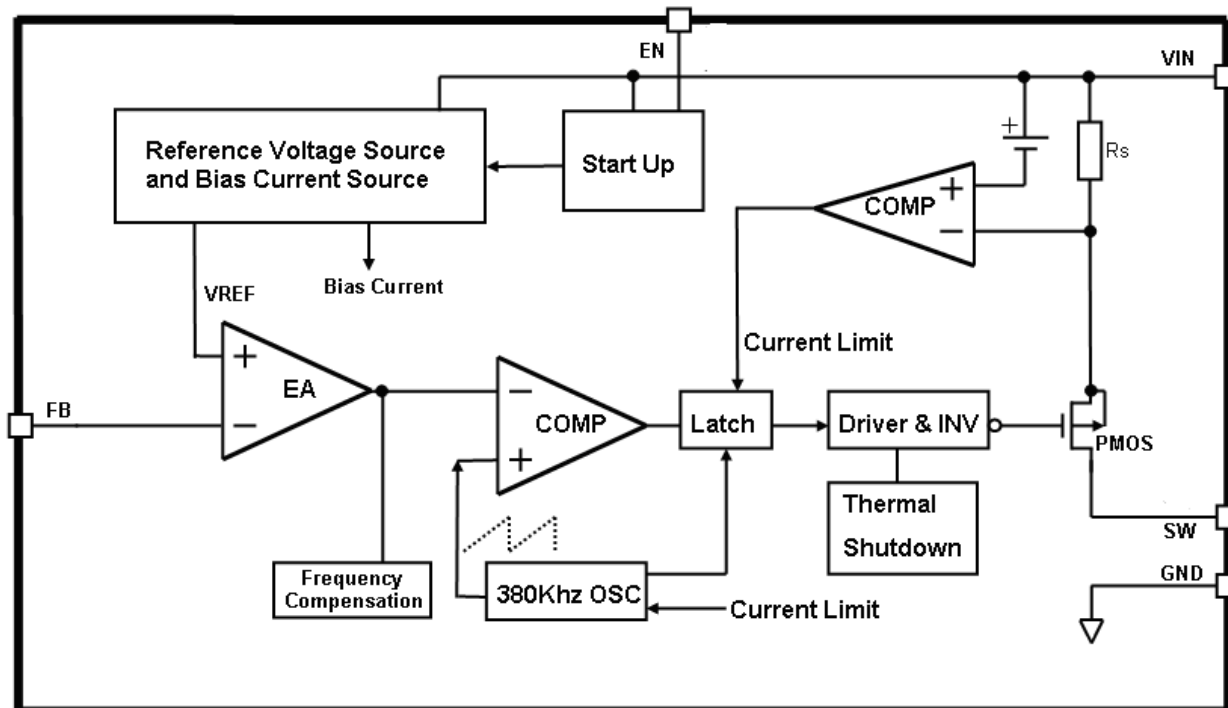 EN
VIN
Reference Voltage Source
and Bias Current Source
Start Up
+
Rs
COMP
+
−
Bias Current
VREF
Current Limit
+
EA
−
FB
−
COMP
+
Latch
Driver & INV
PMOS
Thermal
Shutdown
SW
GND
Frequency
Compensation
380Khz OSC
Current Limit